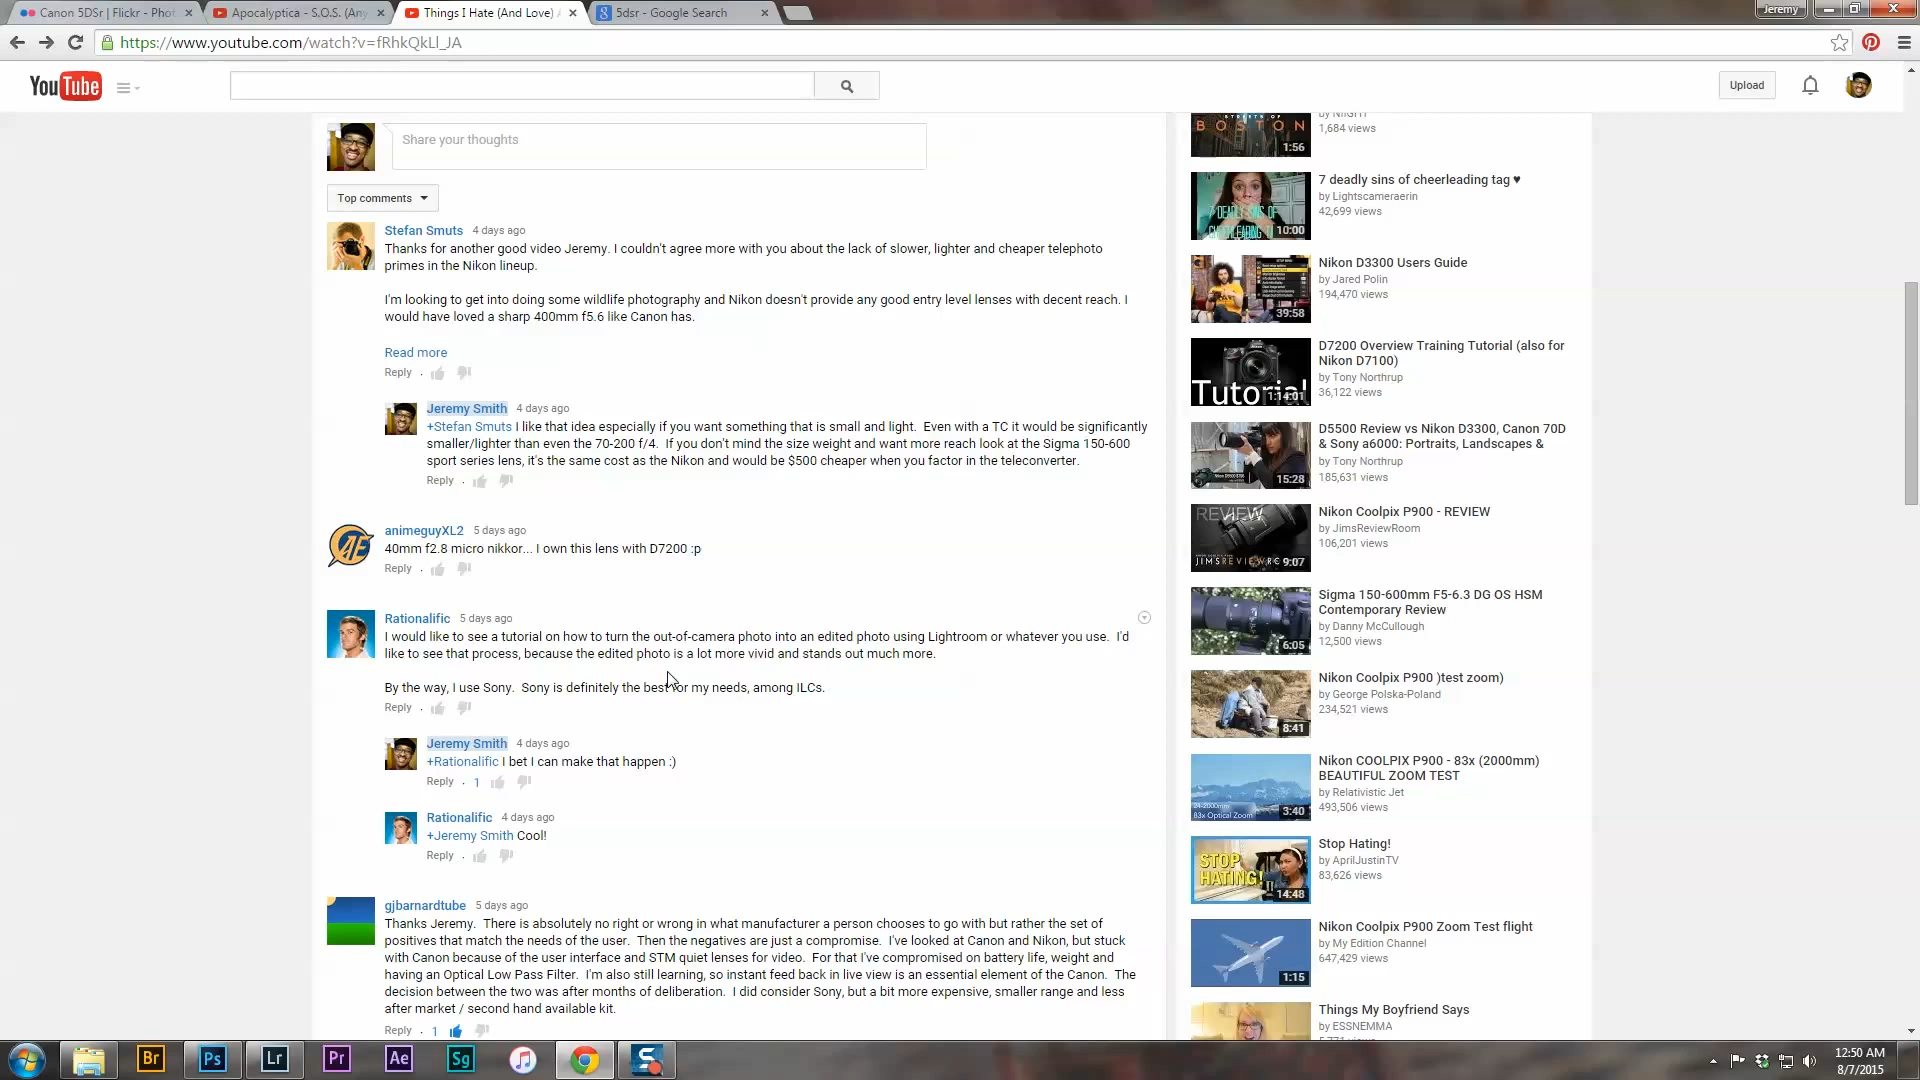 Canon 5DSr | Flickr - Phot
Apocalyptica - S.O.S. (Any
Things I Hate (And Love)
5dsr - Google Search
Jeremy
https://www.youtube.com/watch?v=fRhkQkLl_JA
YouTube
Upload
Share your thoughts
Top comments
Stefan Smuts 4 days ago
Thanks for another good video Jeremy. I couldn't agree more with you about the lack of slower, lighter and cheaper telephoto
primes in the Nikon lineup.
I'm looking to get into doing some wildlife photography and Nikon doesn't provide any good entry level lenses with decent reach. I
would have loved a sharp 400mm f5.6 like Canon has.
Read more
Reply
Jeremy Smith 4 days ago
+Stefan Smuts I like that idea especially if you want something that is small and light. Even with a TC it would be significantly
smaller/lighter than even the 70-200 f/4. If you don't mind the size weight and want more reach look at the Sigma 150-600
sport series lens, it's the same cost as the Nikon and would be $500 cheaper when you factor in the teleconverter.
Reply
animeguyXL2 5 days ago
40mm f2.8 micro nikkor... I own this lens with D7200 :p
Reply
Rationalific 5 days ago
I would like to see a tutorial on how to turn the out-of-camera photo into an edited photo using Lightroom or whatever you use. I'd
like to see that process, because the edited photo is a lot more vivid and stands out much more.
By the way, I use Sony. Sony is definitely the best for my needs, among ILCs.
Reply
Jeremy Smith 4 days ago
+Rationalific I bet I can make that happen :)
Reply . 1
Rationalific 4 days ago
+Jeremy Smith Cool!
Reply
gjbarnardtube 5 days ago
Thanks Jeremy. There is absolutely no right or wrong in what manufacturer a person chooses to go with but rather the set of
positives that match the needs of the user. Then the negatives are just a compromise. I've looked at Canon and Nikon, but stuck
with Canon because of the user interface and STM quiet lenses for video. For that I've compromised on battery life, weight and
having an Optical Low Pass Filter. I'm also still learning, so instant feed back in live view is an essential element of the Canon. The
decision between the two was after months of deliberation. I did consider Sony, but a bit more expensive, smaller range and less
after market / second hand available kit.
Reply . 1
BOSTON
1:56
1,684 views
7 deadly sins of cheerleading tag ♥
by Lightscameraerin
42,699 views
10:00
Nikon D3300 Users Guide
by Jared Polin
194,470 views
39:58
D7200 Overview Training Tutorial (also for
Nikon D7100)
by Tony Northrup
36,122 views
Tutorial
1:14:01
D5500 Review vs Nikon D3300, Canon 70D
& Sony a6000: Portraits, Landscapes &
by Tony Northrup
185,631 views
15:28
REVIEW
Nikon Coolpix P900 - REVIEW
by JimsReviewRoom
106,201 views
9:07
Sigma 150-600mm F5-6.3 DG OS HSM
Contemporary Review
by Danny McCullough
12,500 views
6:05
Nikon Coolpix P900 )test zoom)
by George Polska-Poland
234,521 views
8:41
Nikon COOLPIX P900 - 83x (2000mm)
BEAUTIFUL ZOOM TEST
by Relativistic Jet
493,506 views
24-2000mm
83x Optical Zoom
3:40
STOP
HATING!
14:48
Stop Hating!
by AprilJustinTV
83,626 views
Nikon Coolpix P900 Zoom Test flight
by My Edition Channel
647,429 views
1:15
Things My Boyfriend Says
by ESSNEMMA
Br
Ps
Lr
Pr
Ae
Sg
S
12:50 AM
8/7/2015